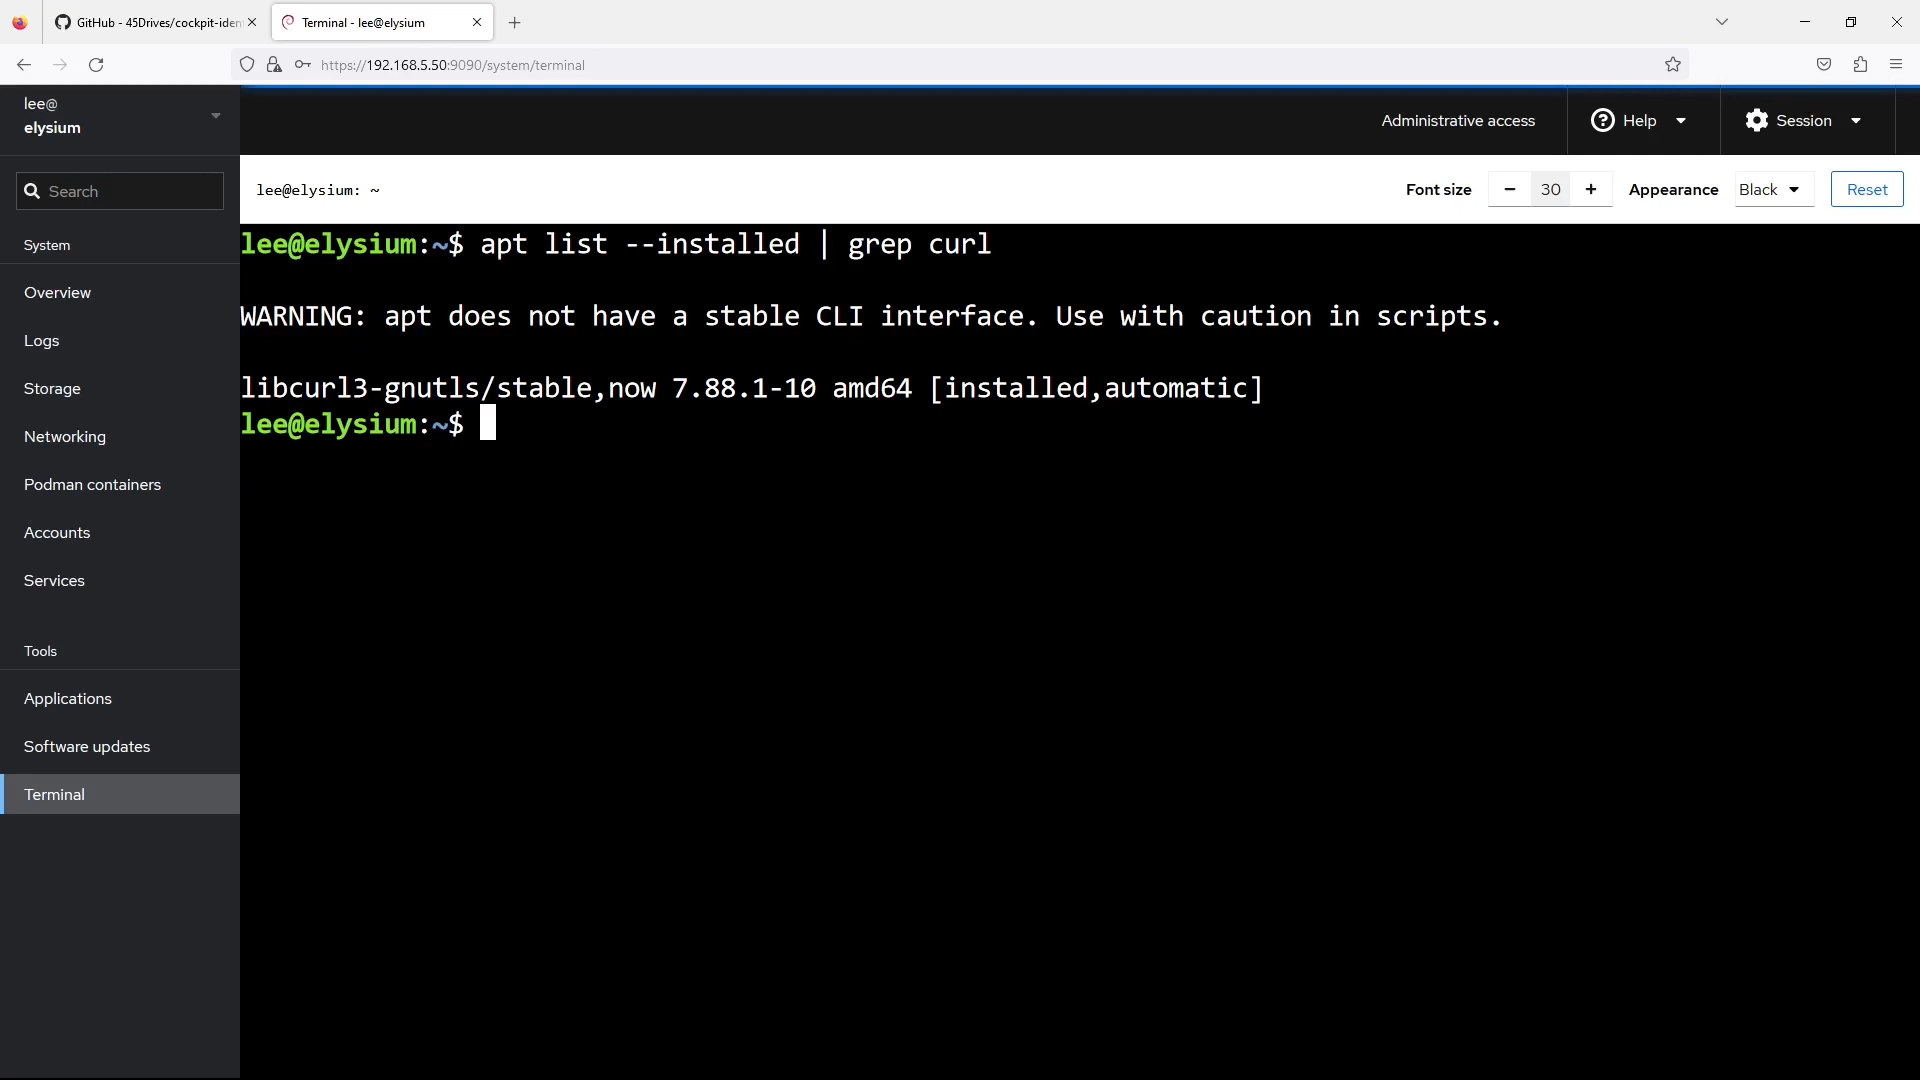 GitHub - 45Drives/cockpit-iden
Terminal - lee@elysium
https://192.168.5.50:9090/system/terminal
lee@
elysium
Administrative access
Help
Session
Search
lee@elysium: ~
Font size
30
Appearance
Black
Reset
System
Overview
Logs
Storage
Networking
Podman containers
Accounts
Services
Tools
Applications
Software updates
Terminal
lee@elysium:~$ apt list --installed | grep curl
WARNING: apt does not have a stable CLI interface. Use with caution in scripts.
libcurl3-gnutls/stable,now 7.88.1-10 amd64 [installed,automatic]
lee@elysium:~$